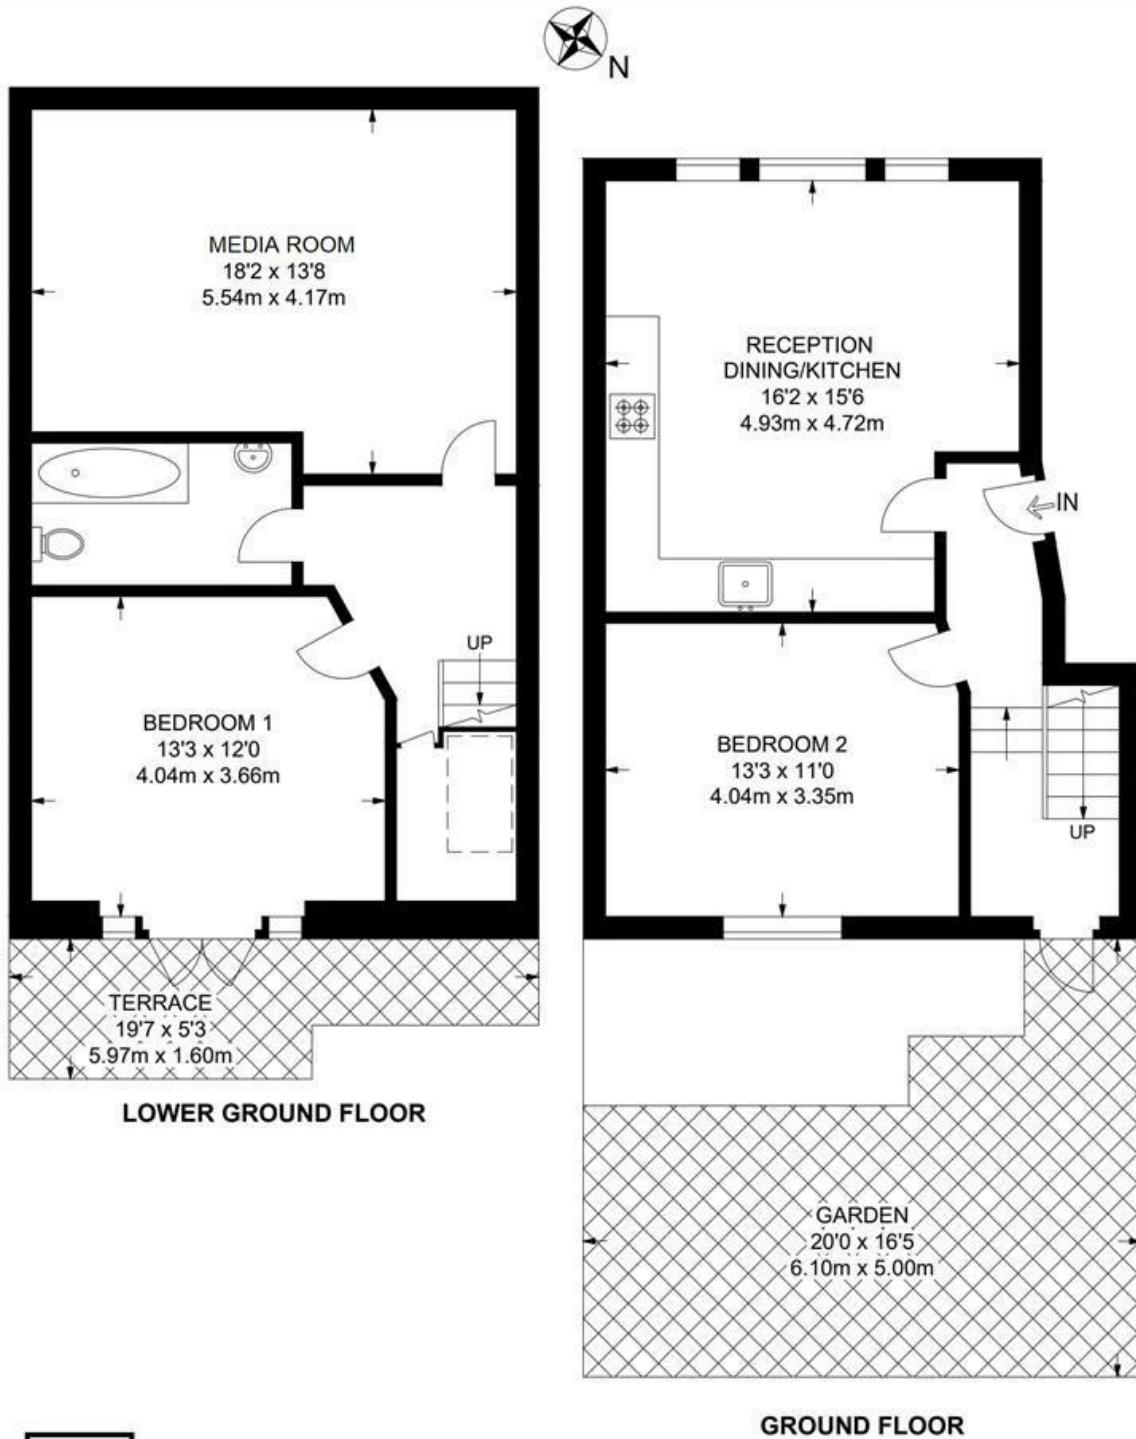 N
MEDIA ROOM
18'2 x 13'8
5.54m x 4.17m
UP
BEDROOM 1
13'3 x 12'0
4.04m x 3.66m
TERRACE
19'7 x 5'3
5.97m x 1.60m
LOWER GROUND FLOOR
RECEPTION
DINING/KITCHEN
16'2 x 15'6
4.93m x 4.72m
IN
BEDROOM 2
13'3 x 11'0
4.04m x 3.35m
UP
GARDEN
20'0 x 16'5
6.10m x 5.00m
GROUND FLOOR